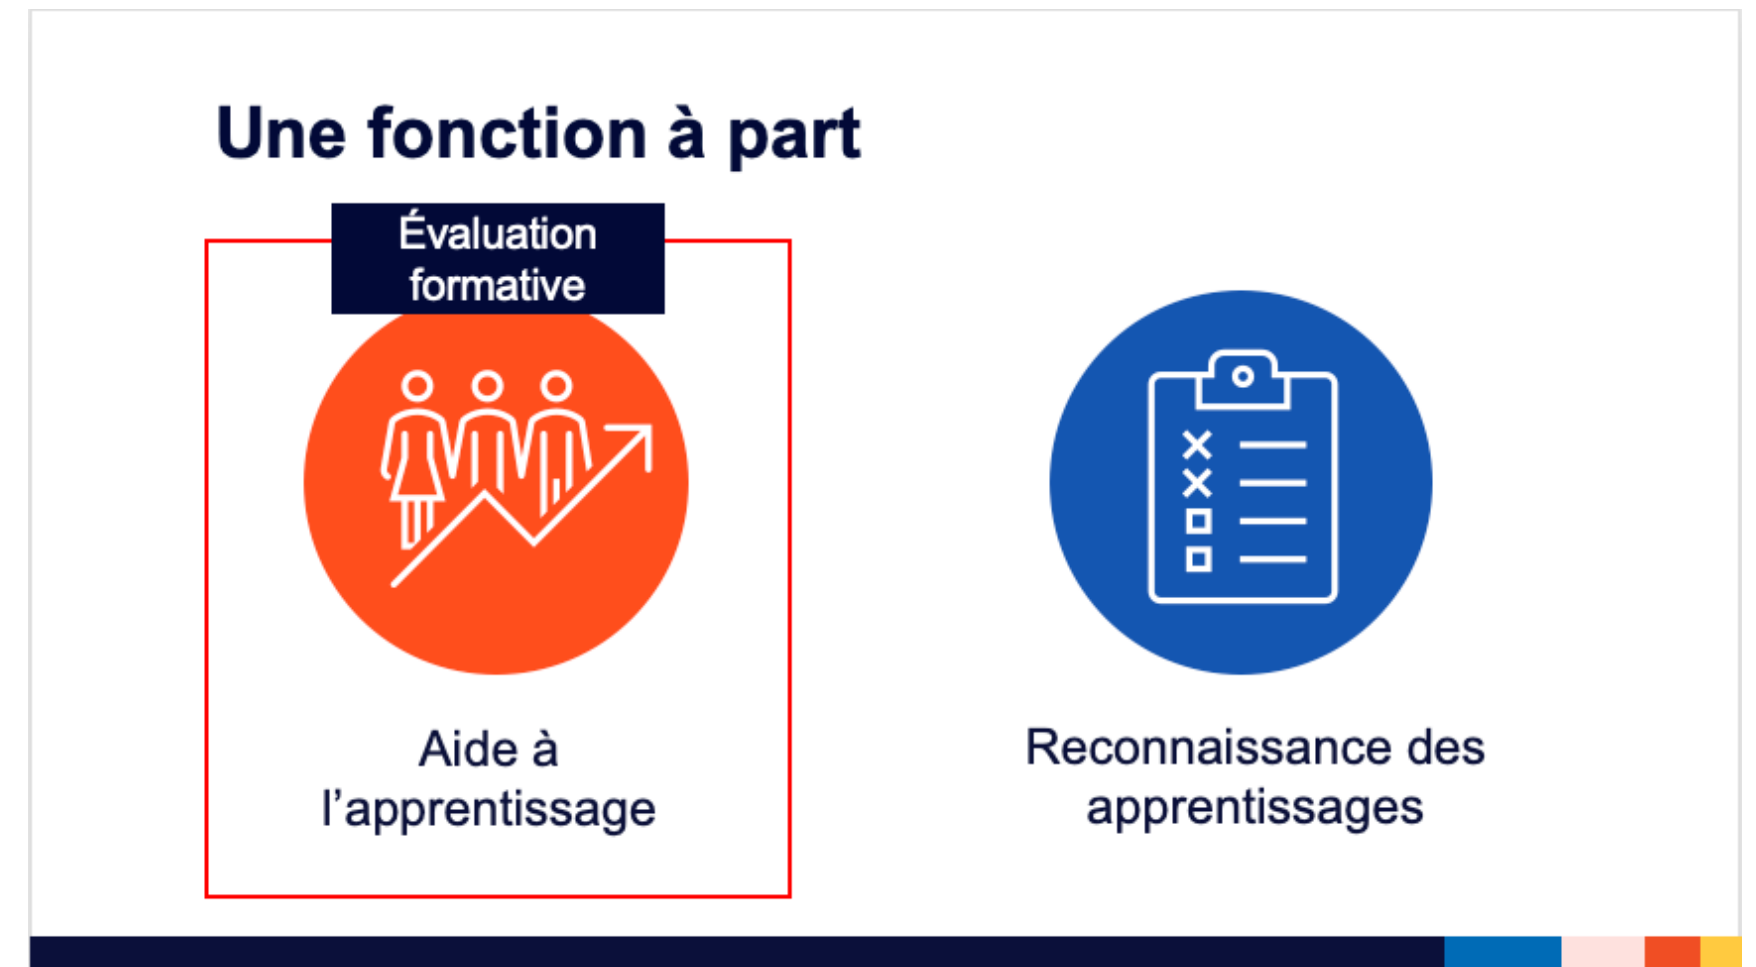 Une fonction à part
Évaluation
formative
Aide à
l’apprentissage
Reconnaissance des
apprentissages